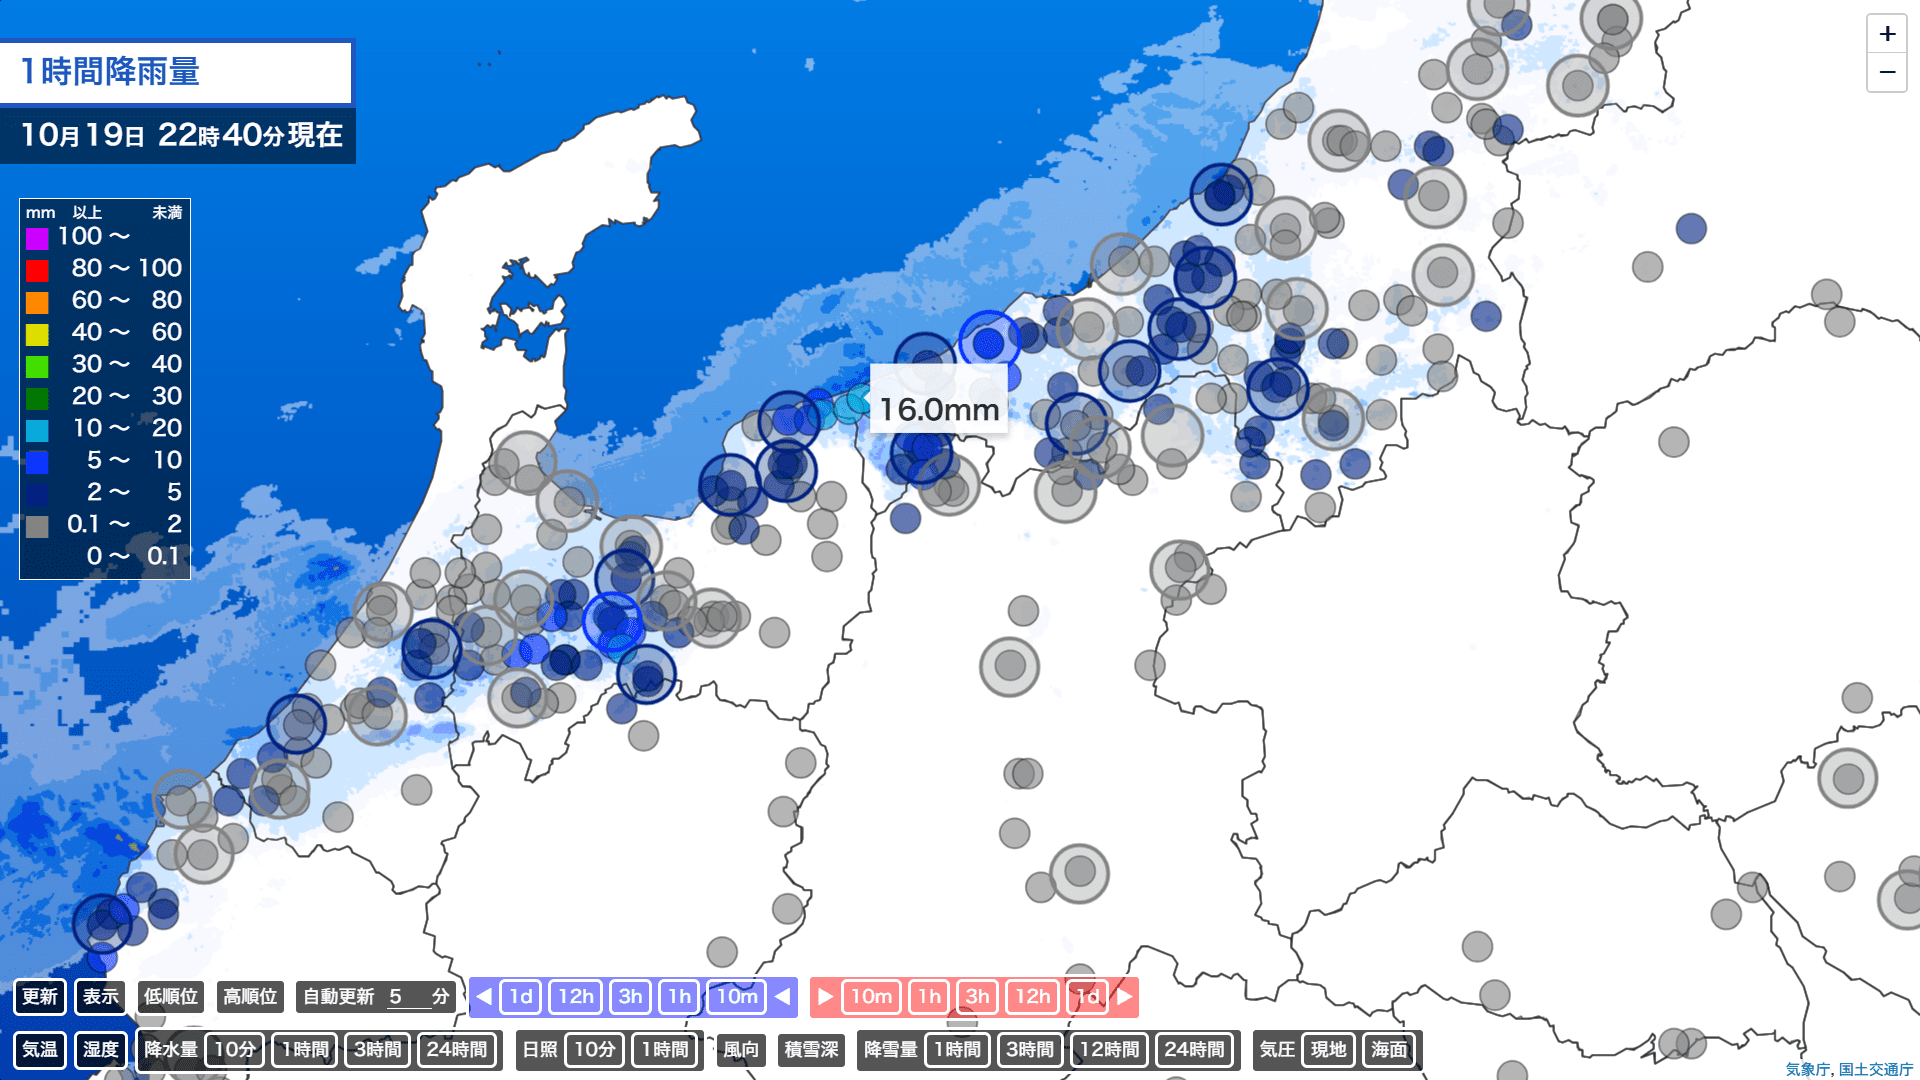 1時間降雨量
10月19日 22時40分現在
mm 以上 未満
100 ～
80 ～ 100
60 ～ 80
40 ～ 60
30 ～ 40
20 ～ 30
10 ～ 20
5 ～ 10
2 ～ 5
0.1 ～ 2
0 ～ 0.1
+
−
16.0mm
更新 表示 低順位 高順位 自動更新 5 分 ◀ 1d 12h 3h 1h 10m ◀ ▶ 10m 1h 3h 12h 1d ▶
気温 湿度 降水量 10分 1時間 3時間 24時間 日照 10分 1時間 風向 積雪深 降雪量 1時間 3時間 12時間 24時間 気圧 現地 海面
気象庁, 国土交通庁